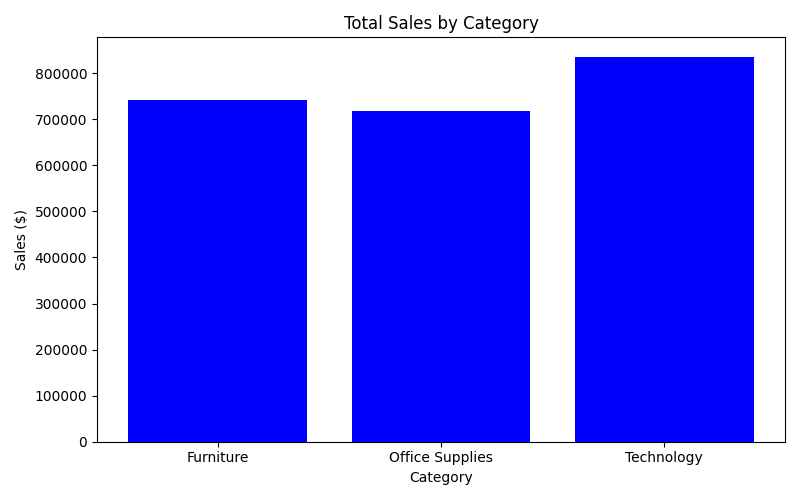 Total Sales by Category
Sales ($)
800000
700000
600000
500000
400000
300000
200000
100000
0
Furniture Office Supplies Technology
Category